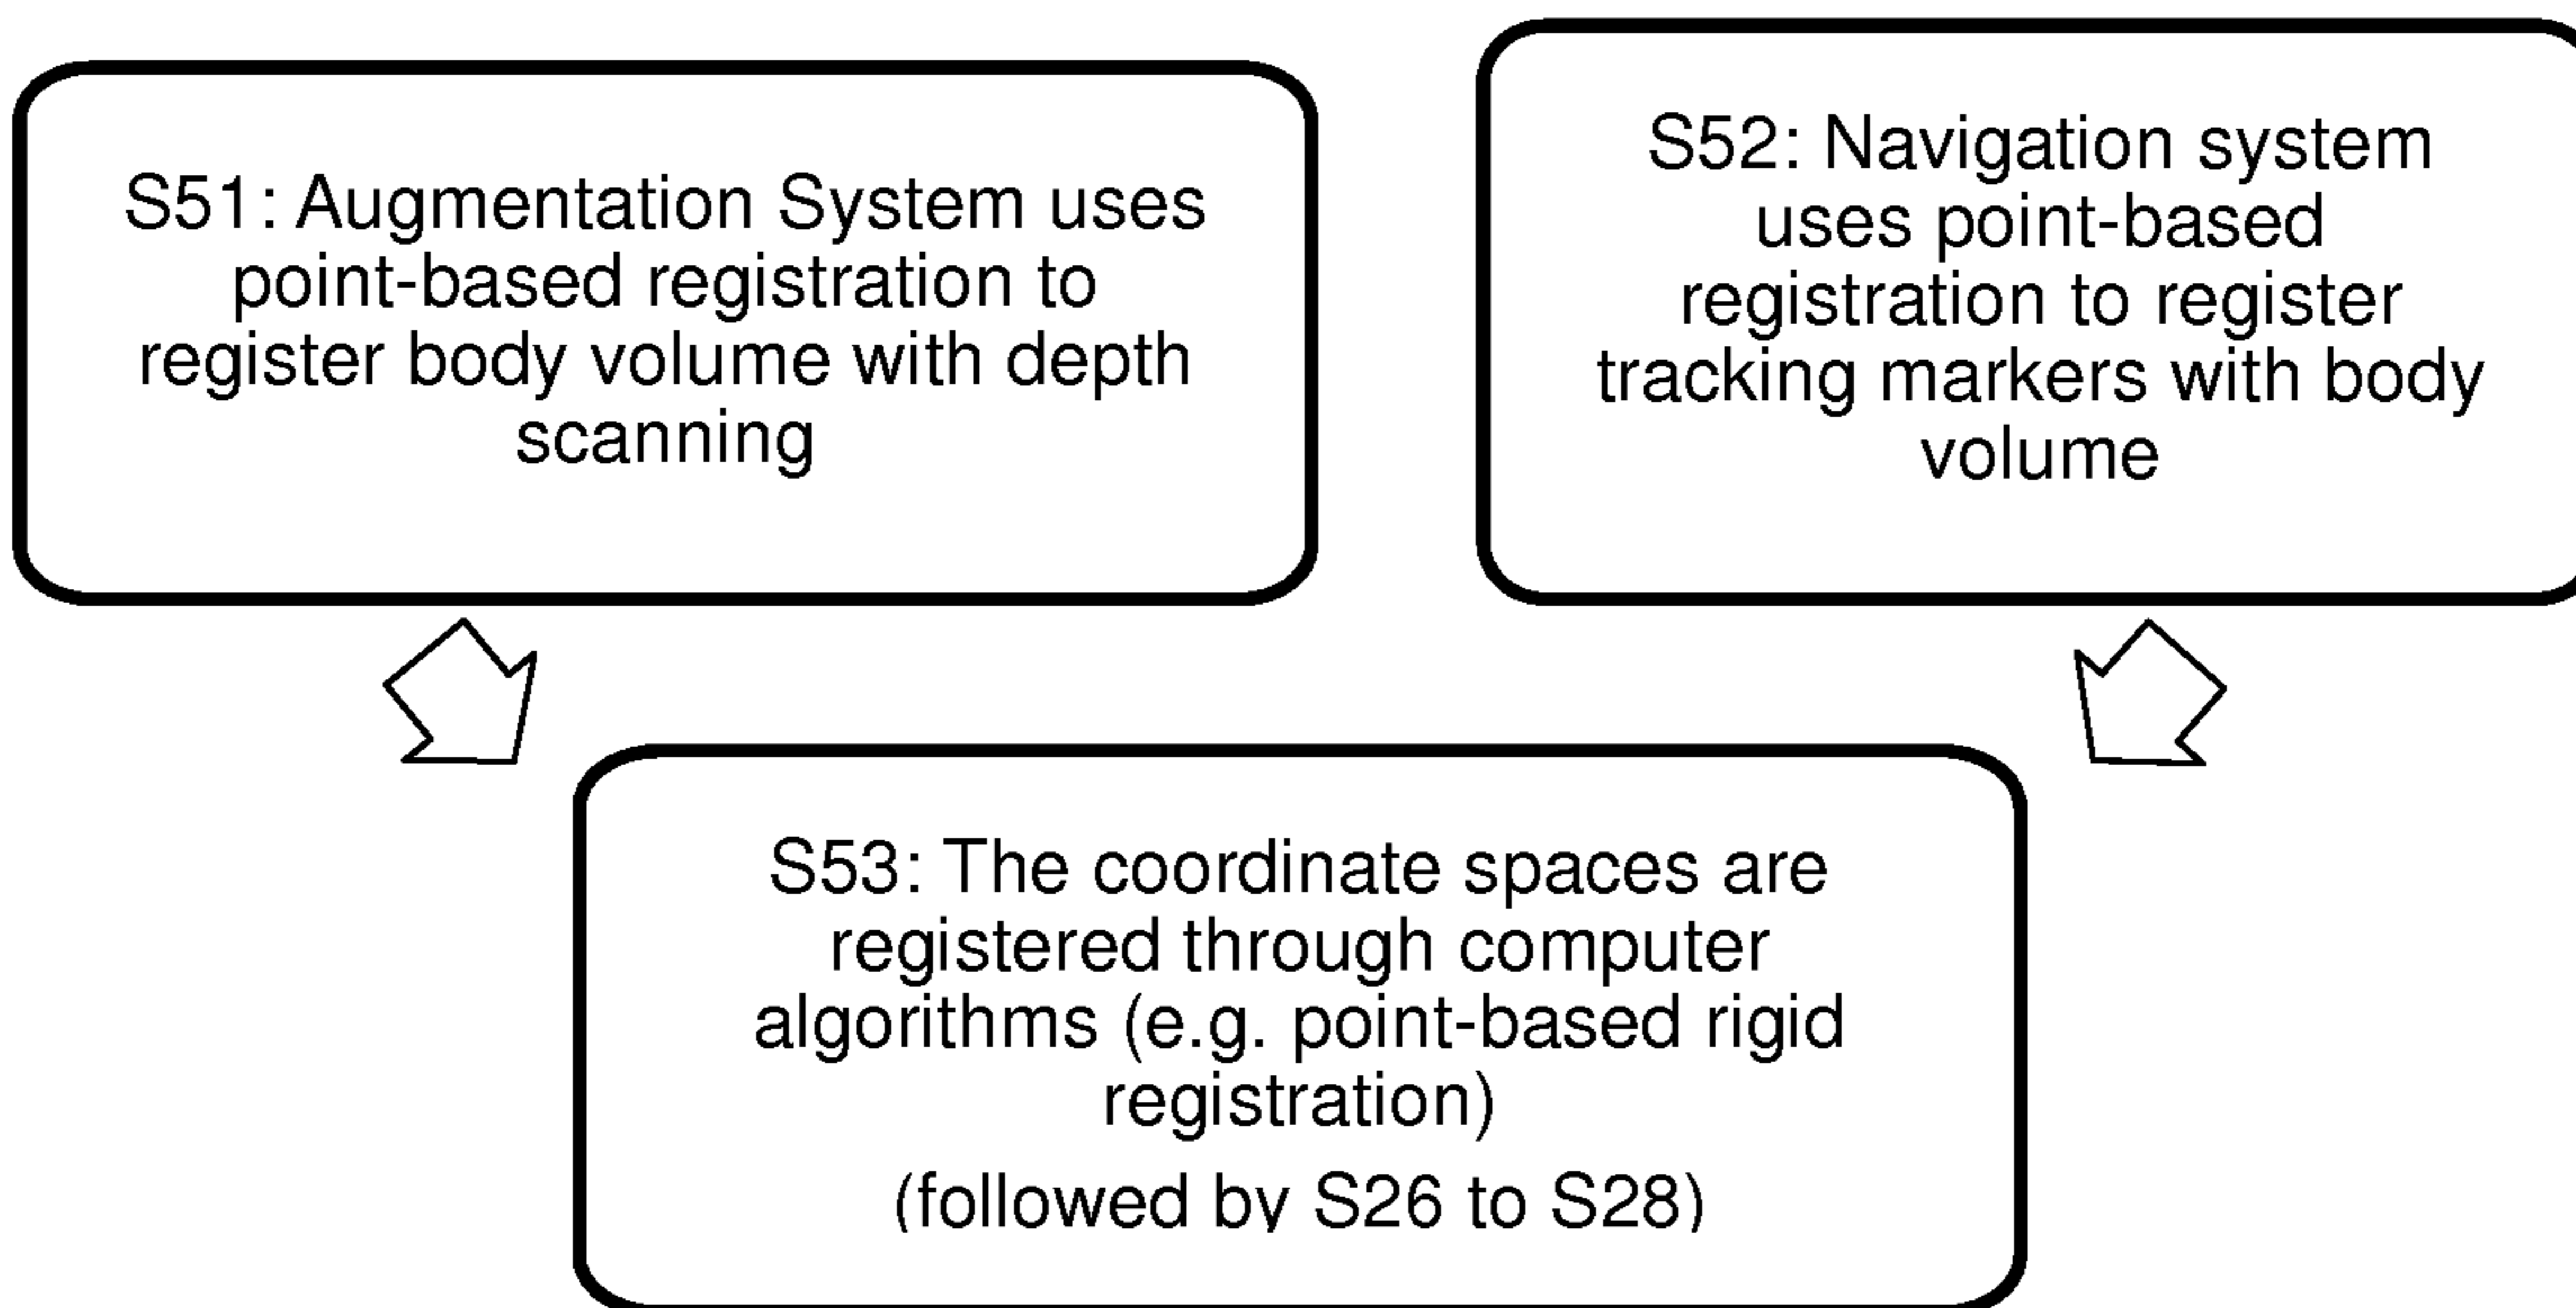 S51: Augmentation System uses
point-based registration to
register body volume with depth
scanning
S52: Navigation system
uses point-based
registration to register
tracking markers with body
volume
S53: The coordinate spaces are
registered through computer
algorithms (e.g. point-based rigid
registration)
(followed by S26 to S28)